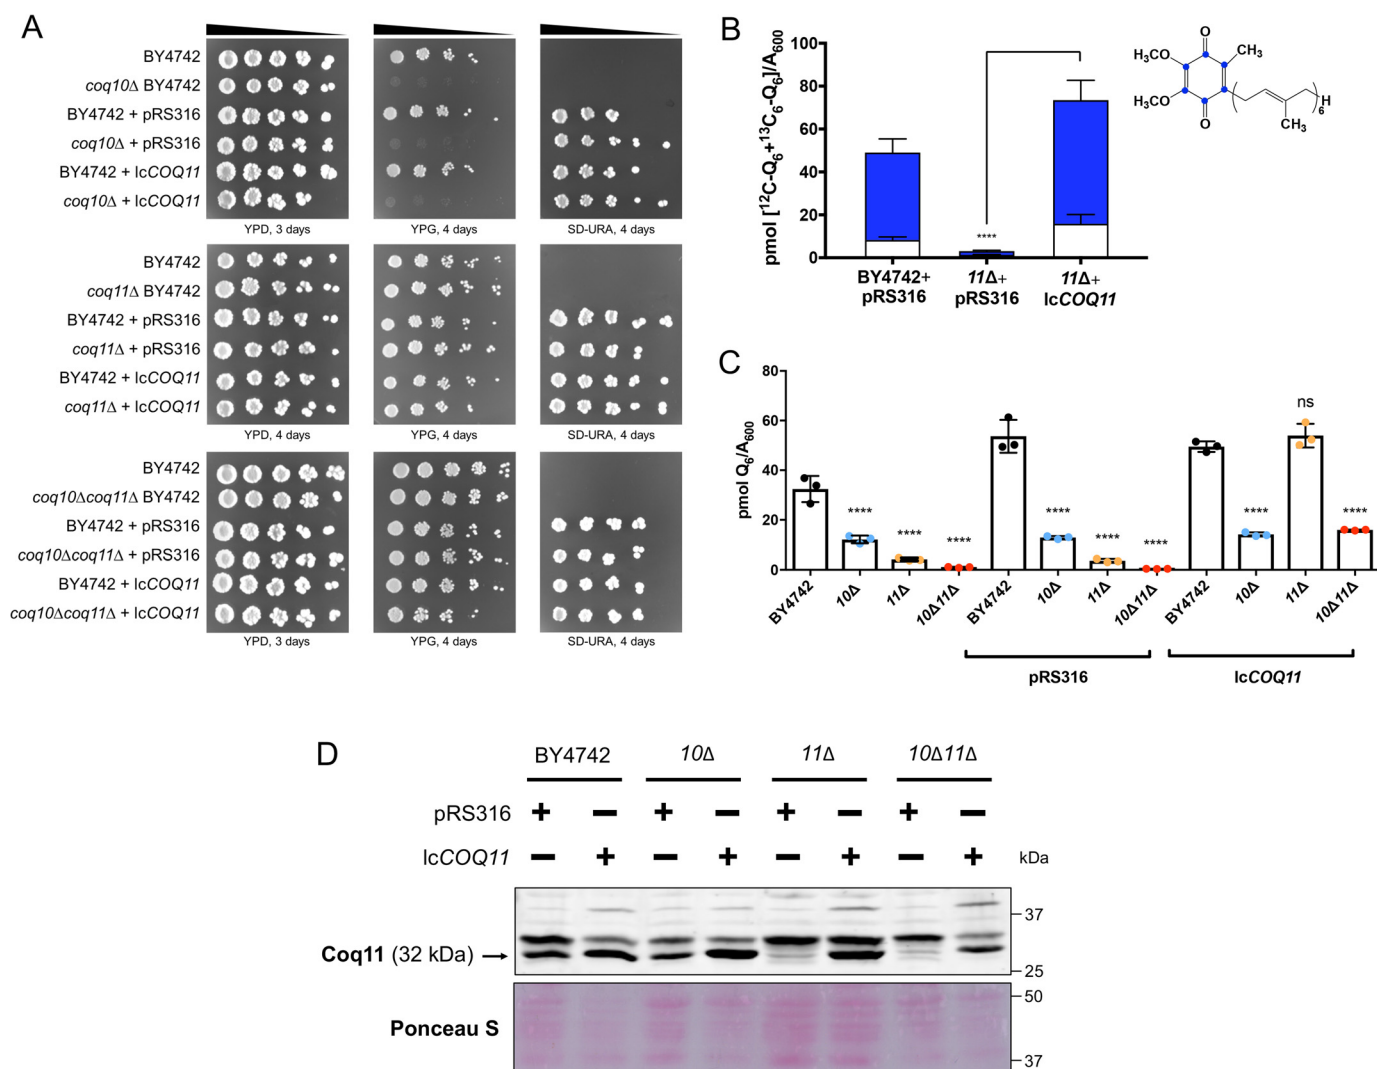 A
BY4742
coq10Δ BY4742
BY4742 + pRS316
coq10Δ + pRS316
BY4742 + lcCOQ11
coq10Δ + lcCOQ11
YPD, 3 days
YPG, 4 days
SD-URA, 4 days
BY4742
coq11Δ BY4742
BY4742 + pRS316
coq11Δ + pRS316
BY4742 + lcCOQ11
coq11Δ + lcCOQ11
YPD, 4 days
YPG, 4 days
SD-URA, 4 days
BY4742
coq10Δcoq11Δ BY4742
BY4742 + pRS316
coq10Δcoq11Δ + pRS316
BY4742 + lcCOQ11
coq10Δcoq11Δ + lcCOQ11
YPD, 3 days
YPG, 4 days
SD-URA, 4 days
B
pmol [12C-Q6+13C6-Q6]/A600
100
80
60
40
20
0
****
BY4742+
pRS316
11Δ+
pRS316
11Δ+
lcCOQ11
O
H3CO
CH3
H3CO
O
CH3
H
6
C
pmol Q6/A600
80
60
40
20
0
**** **** **** **** **** **** **** ns ****
BY4742 10Δ 11Δ 10Δ11Δ BY4742 10Δ 11Δ 10Δ11Δ BY4742 10Δ 11Δ 10Δ11Δ
pRS316 lcCOQ11
D
BY4742 10Δ 11Δ 10Δ11Δ
pRS316 + − + − + − + −
lcCOQ11 − + − + − + − + kDa
37
Coq11 (32 kDa) →
25
50
Ponceau S
37